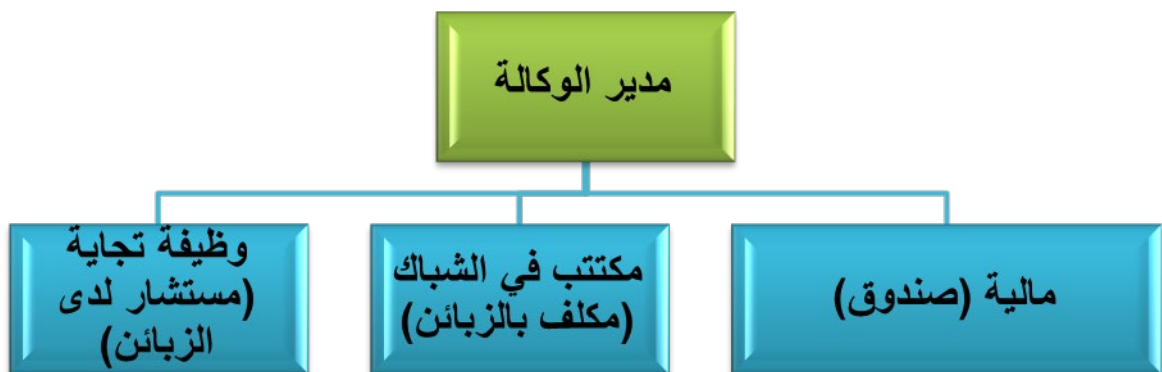 مدير الوكالة
مالية (صندوق)
مكتتب في الشباك
(مكلف بالزبائن)
وظيفة تجاية
(مستشار لدى
الزبائن)